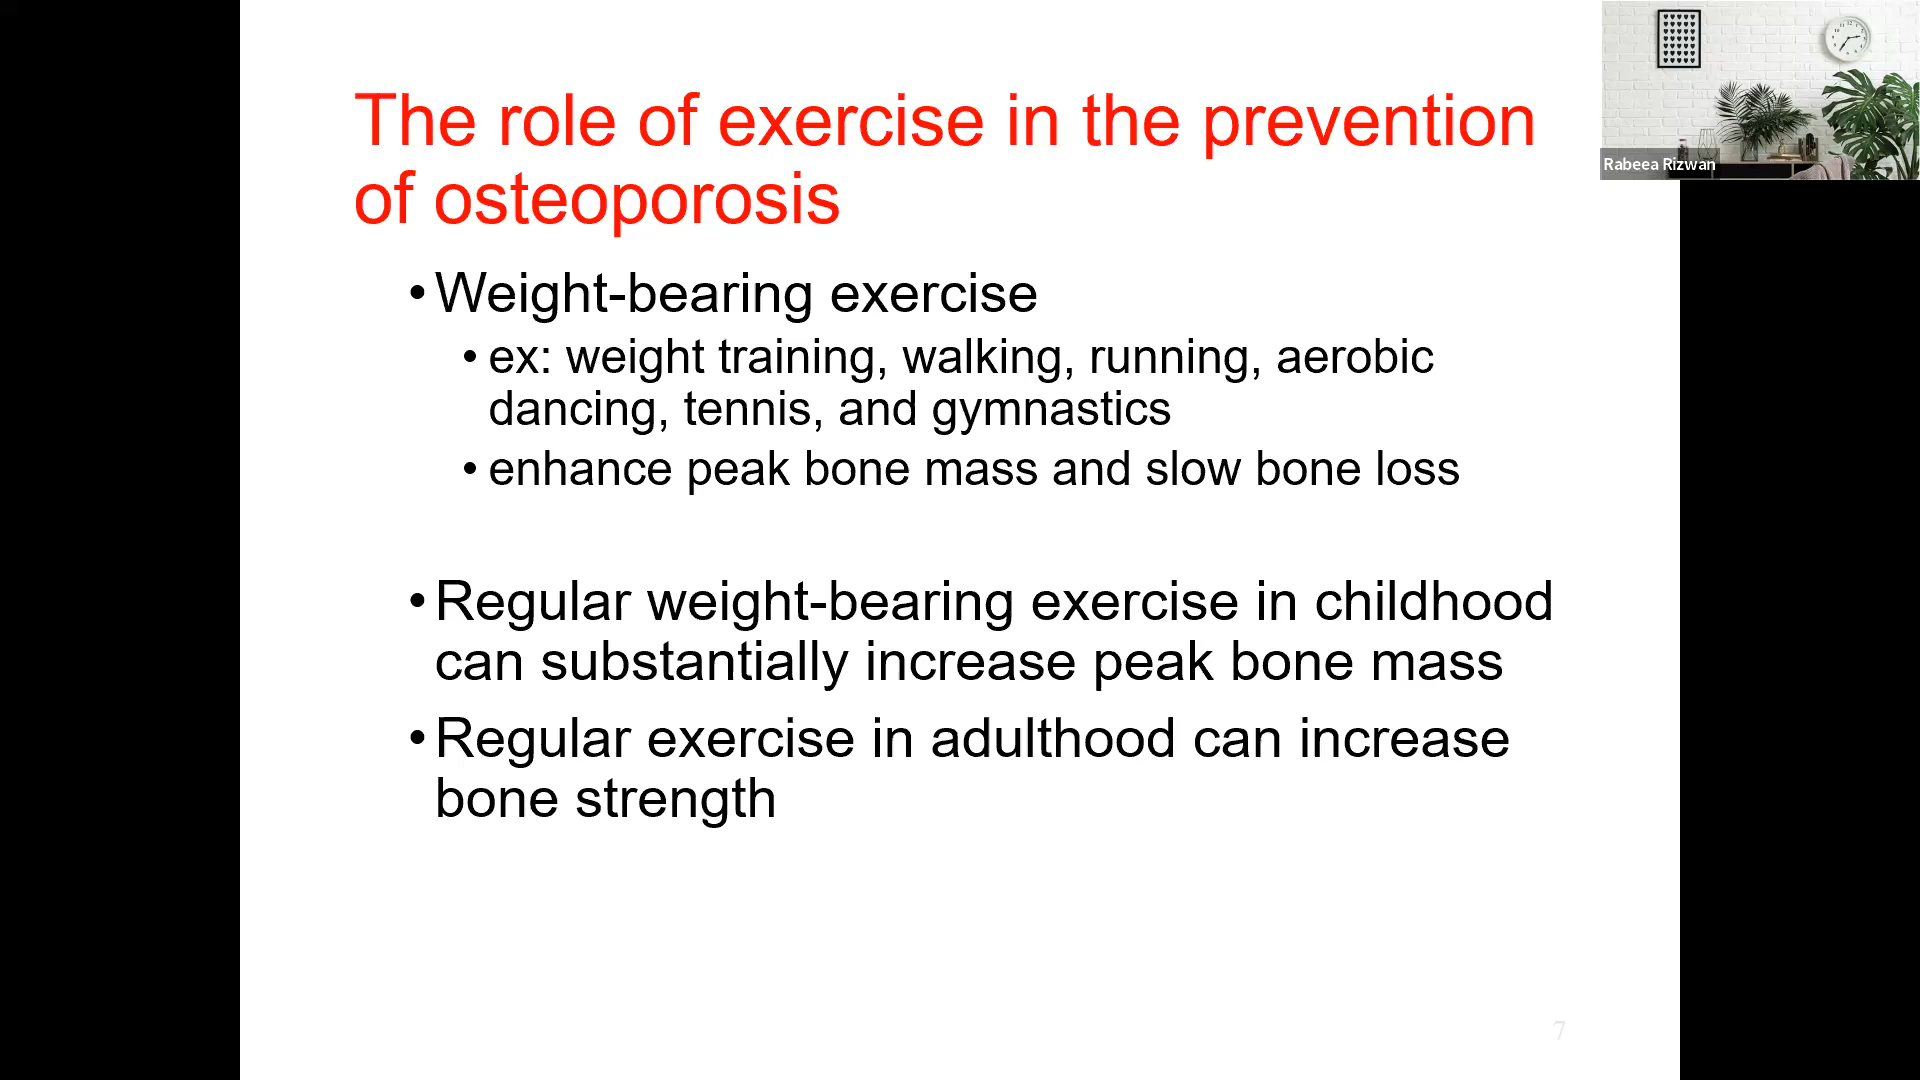 The role of exercise in the prevention
of osteoporosis
•Weight-bearing exercise
•ex: weight training, walking, running, aerobic
dancing, tennis, and gymnastics
•enhance peak bone mass and slow bone loss
•Regular weight-bearing exercise in childhood
can substantially increase peak bone mass
•Regular exercise in adulthood can increase
bone strength
7
Rabeea Rizwan